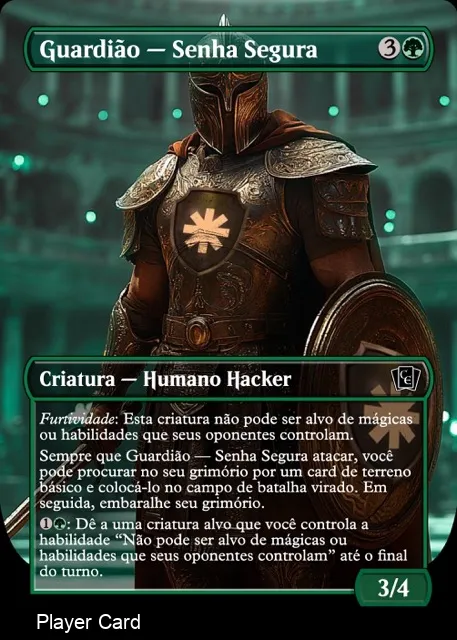 Guardião — Senha Segura 3
Criatura — Humano Hacker
Furtividade: Esta criatura não pode ser alvo de mágicas
ou habilidades que seus oponentes controlam.
Sempre que Guardião — Senha Segura atacar, você
pode procurar no seu grimório por um card de terreno
básico e colocá-lo no campo de batalha virado. Em
seguida, embaralhe seu grimório.
1: Dê a uma criatura alvo que você controla a
habilidade “Não pode ser alvo de mágicas ou
habilidades que seus oponentes controlam” até o final
do turno.
3/4
Player Card